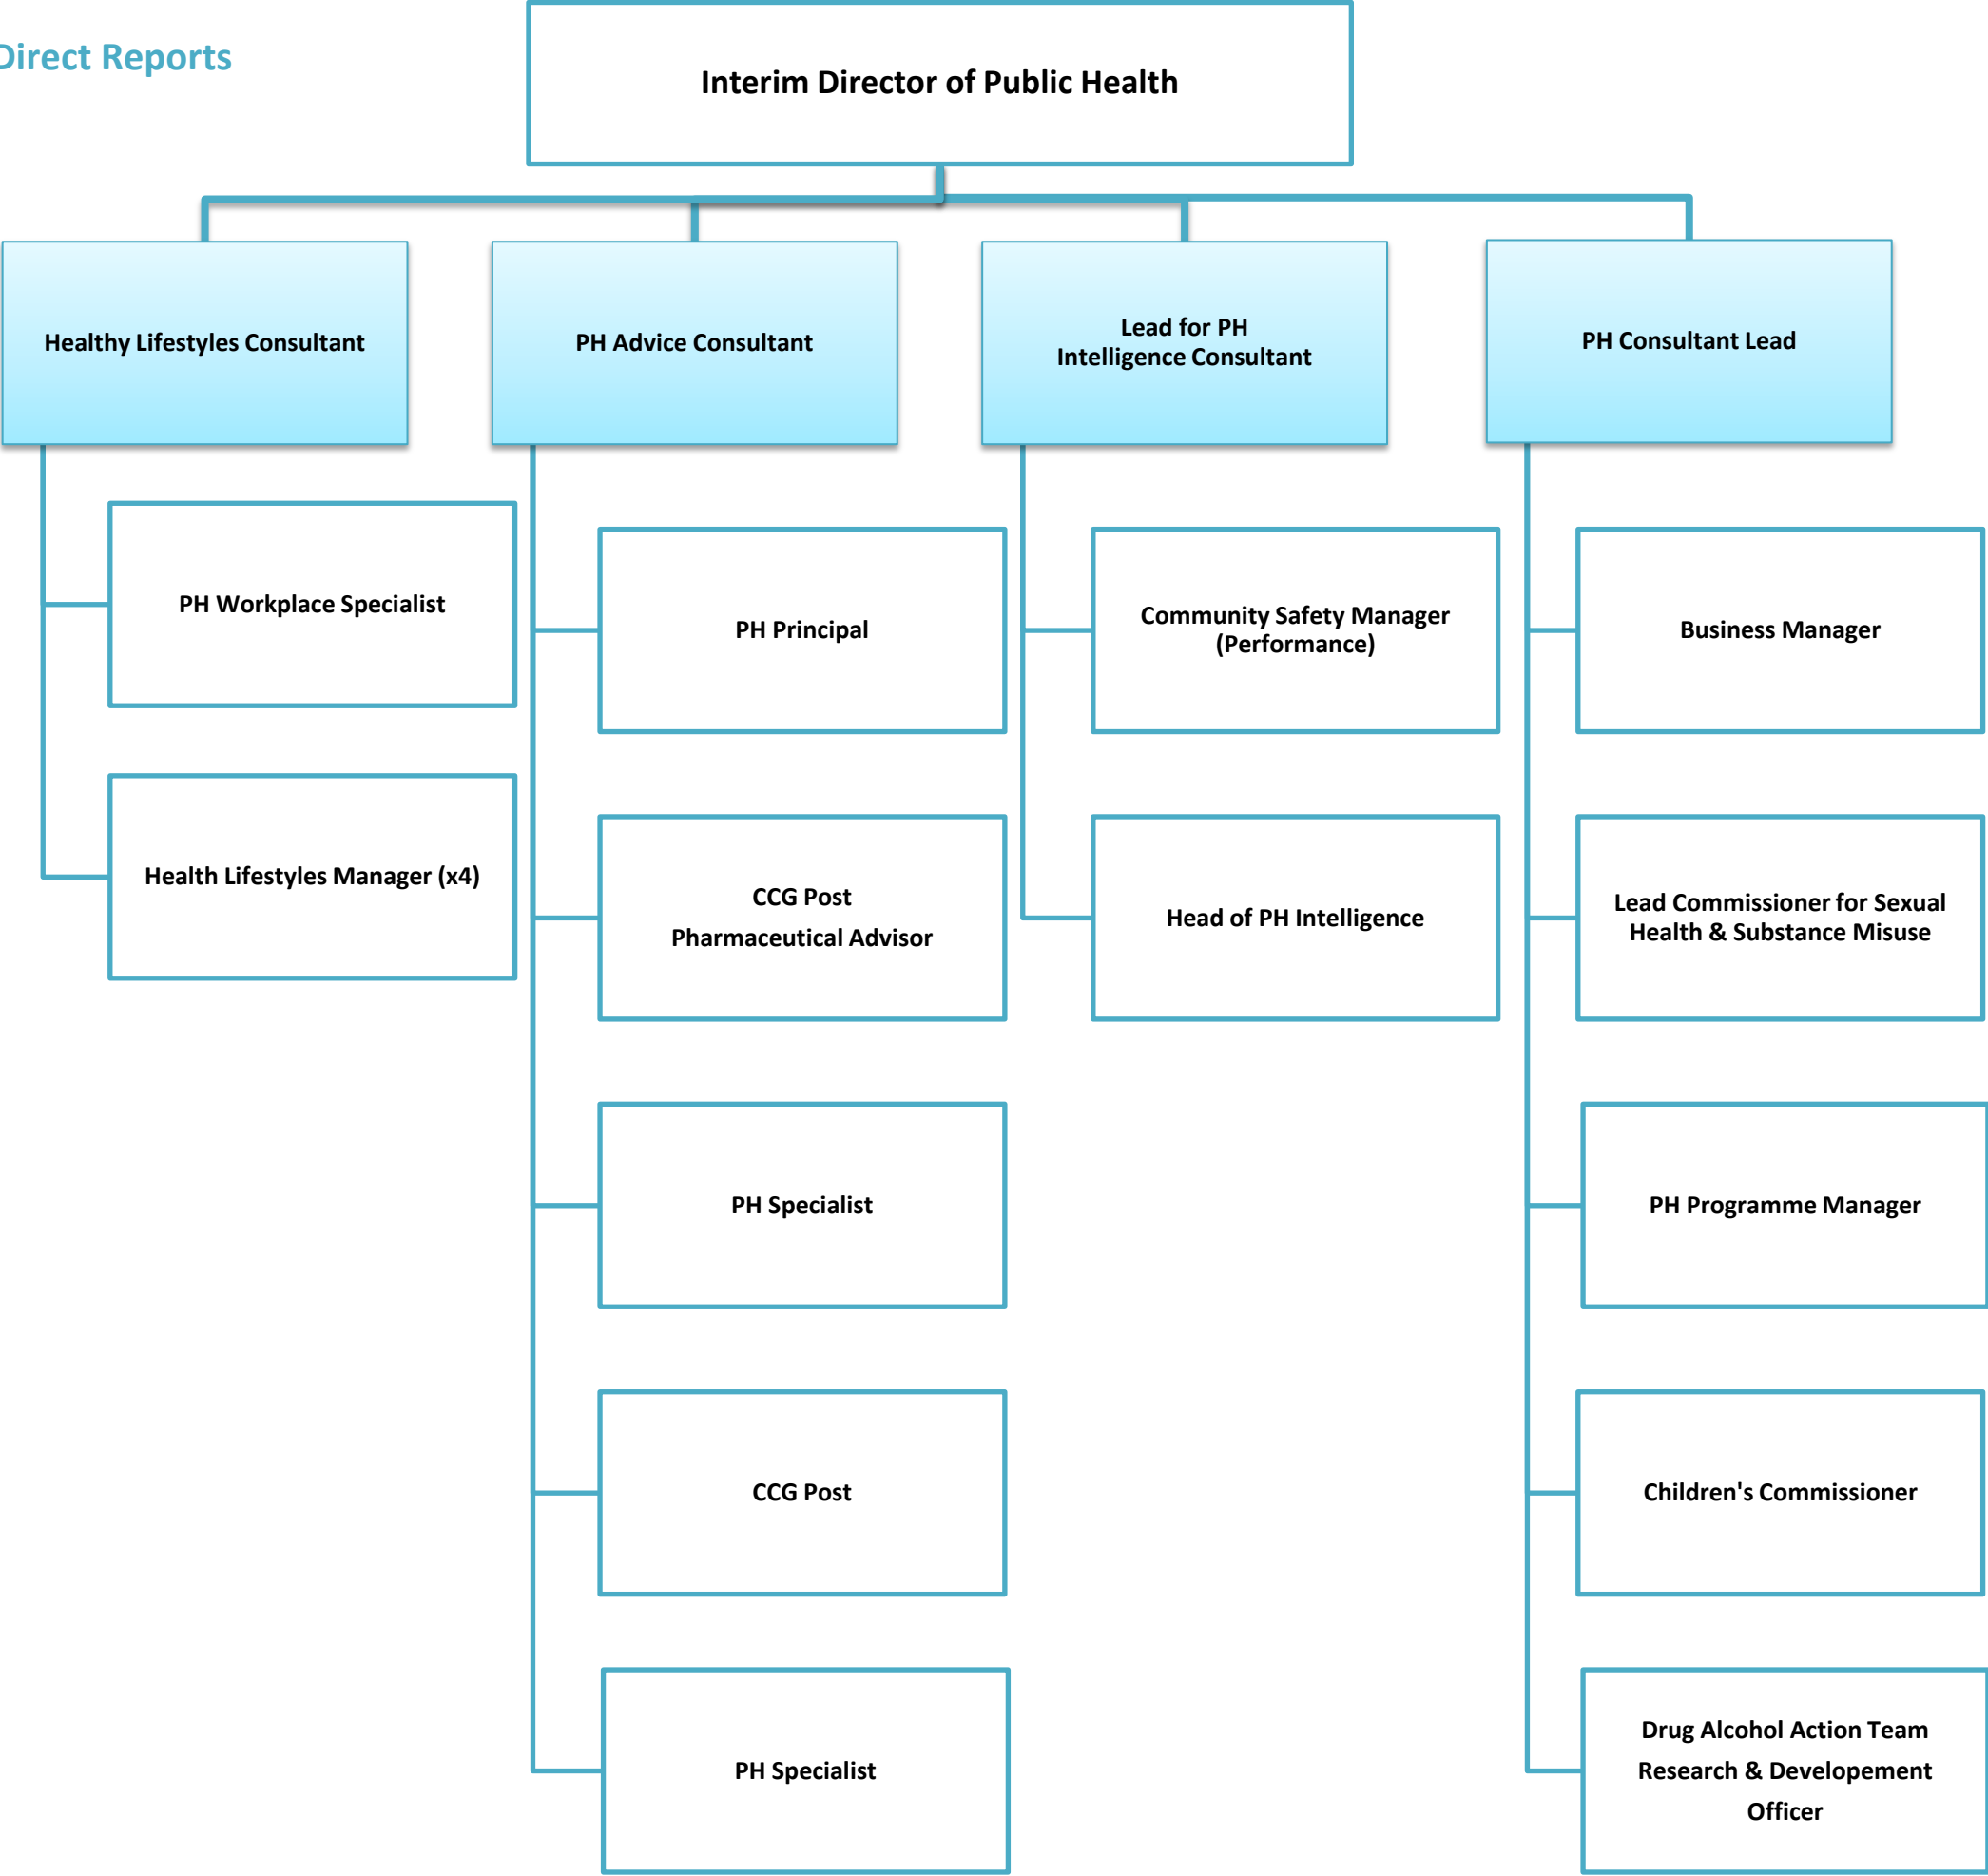 Direct Reports
Interim Director of Public Health
Healthy Lifestyles Consultant
PH Advice Consultant
Lead for PH
Intelligence Consultant
PH Consultant Lead
PH Workplace Specialist
Health Lifestyles Manager (x4)
PH Principal
CCG Post
Pharmaceutical Advisor
PH Specialist
CCG Post
PH Specialist
Community Safety Manager
(Performance)
Head of PH Intelligence
Business Manager
Lead Commissioner for Sexual
Health & Substance Misuse
PH Programme Manager
Children's Commissioner
Drug Alcohol Action Team
Research & Developement
Officer